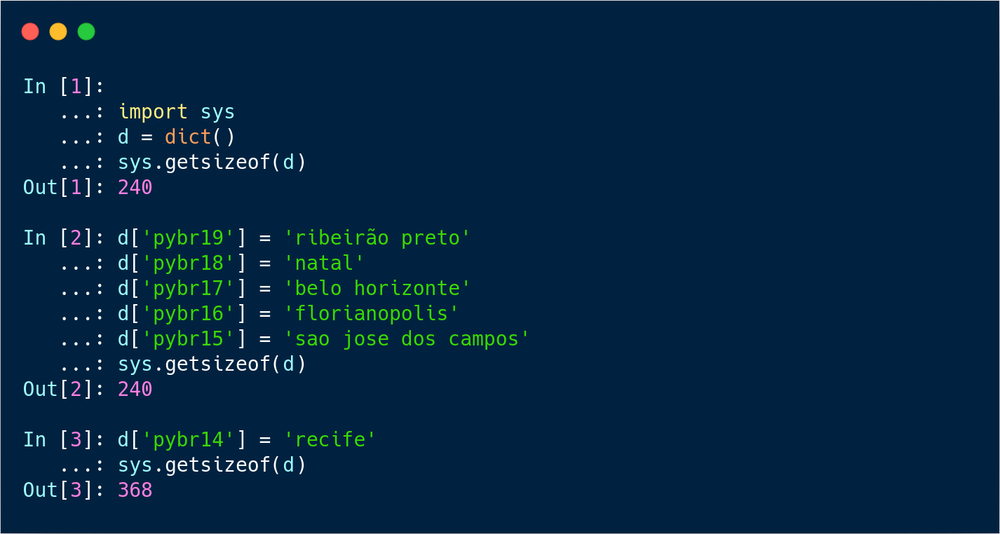 In [1]:
   ...: import sys
   ...: d = dict()
   ...: sys.getsizeof(d)
Out[1]: 240
In [2]: d['pybr19'] = 'ribeirão preto'
   ...: d['pybr18'] = 'natal'
   ...: d['pybr17'] = 'belo horizonte'
   ...: d['pybr16'] = 'florianopolis'
   ...: d['pybr15'] = 'sao jose dos campos'
   ...: sys.getsizeof(d)
Out[2]: 240
In [3]: d['pybr14'] = 'recife'
   ...: sys.getsizeof(d)
Out[3]: 368